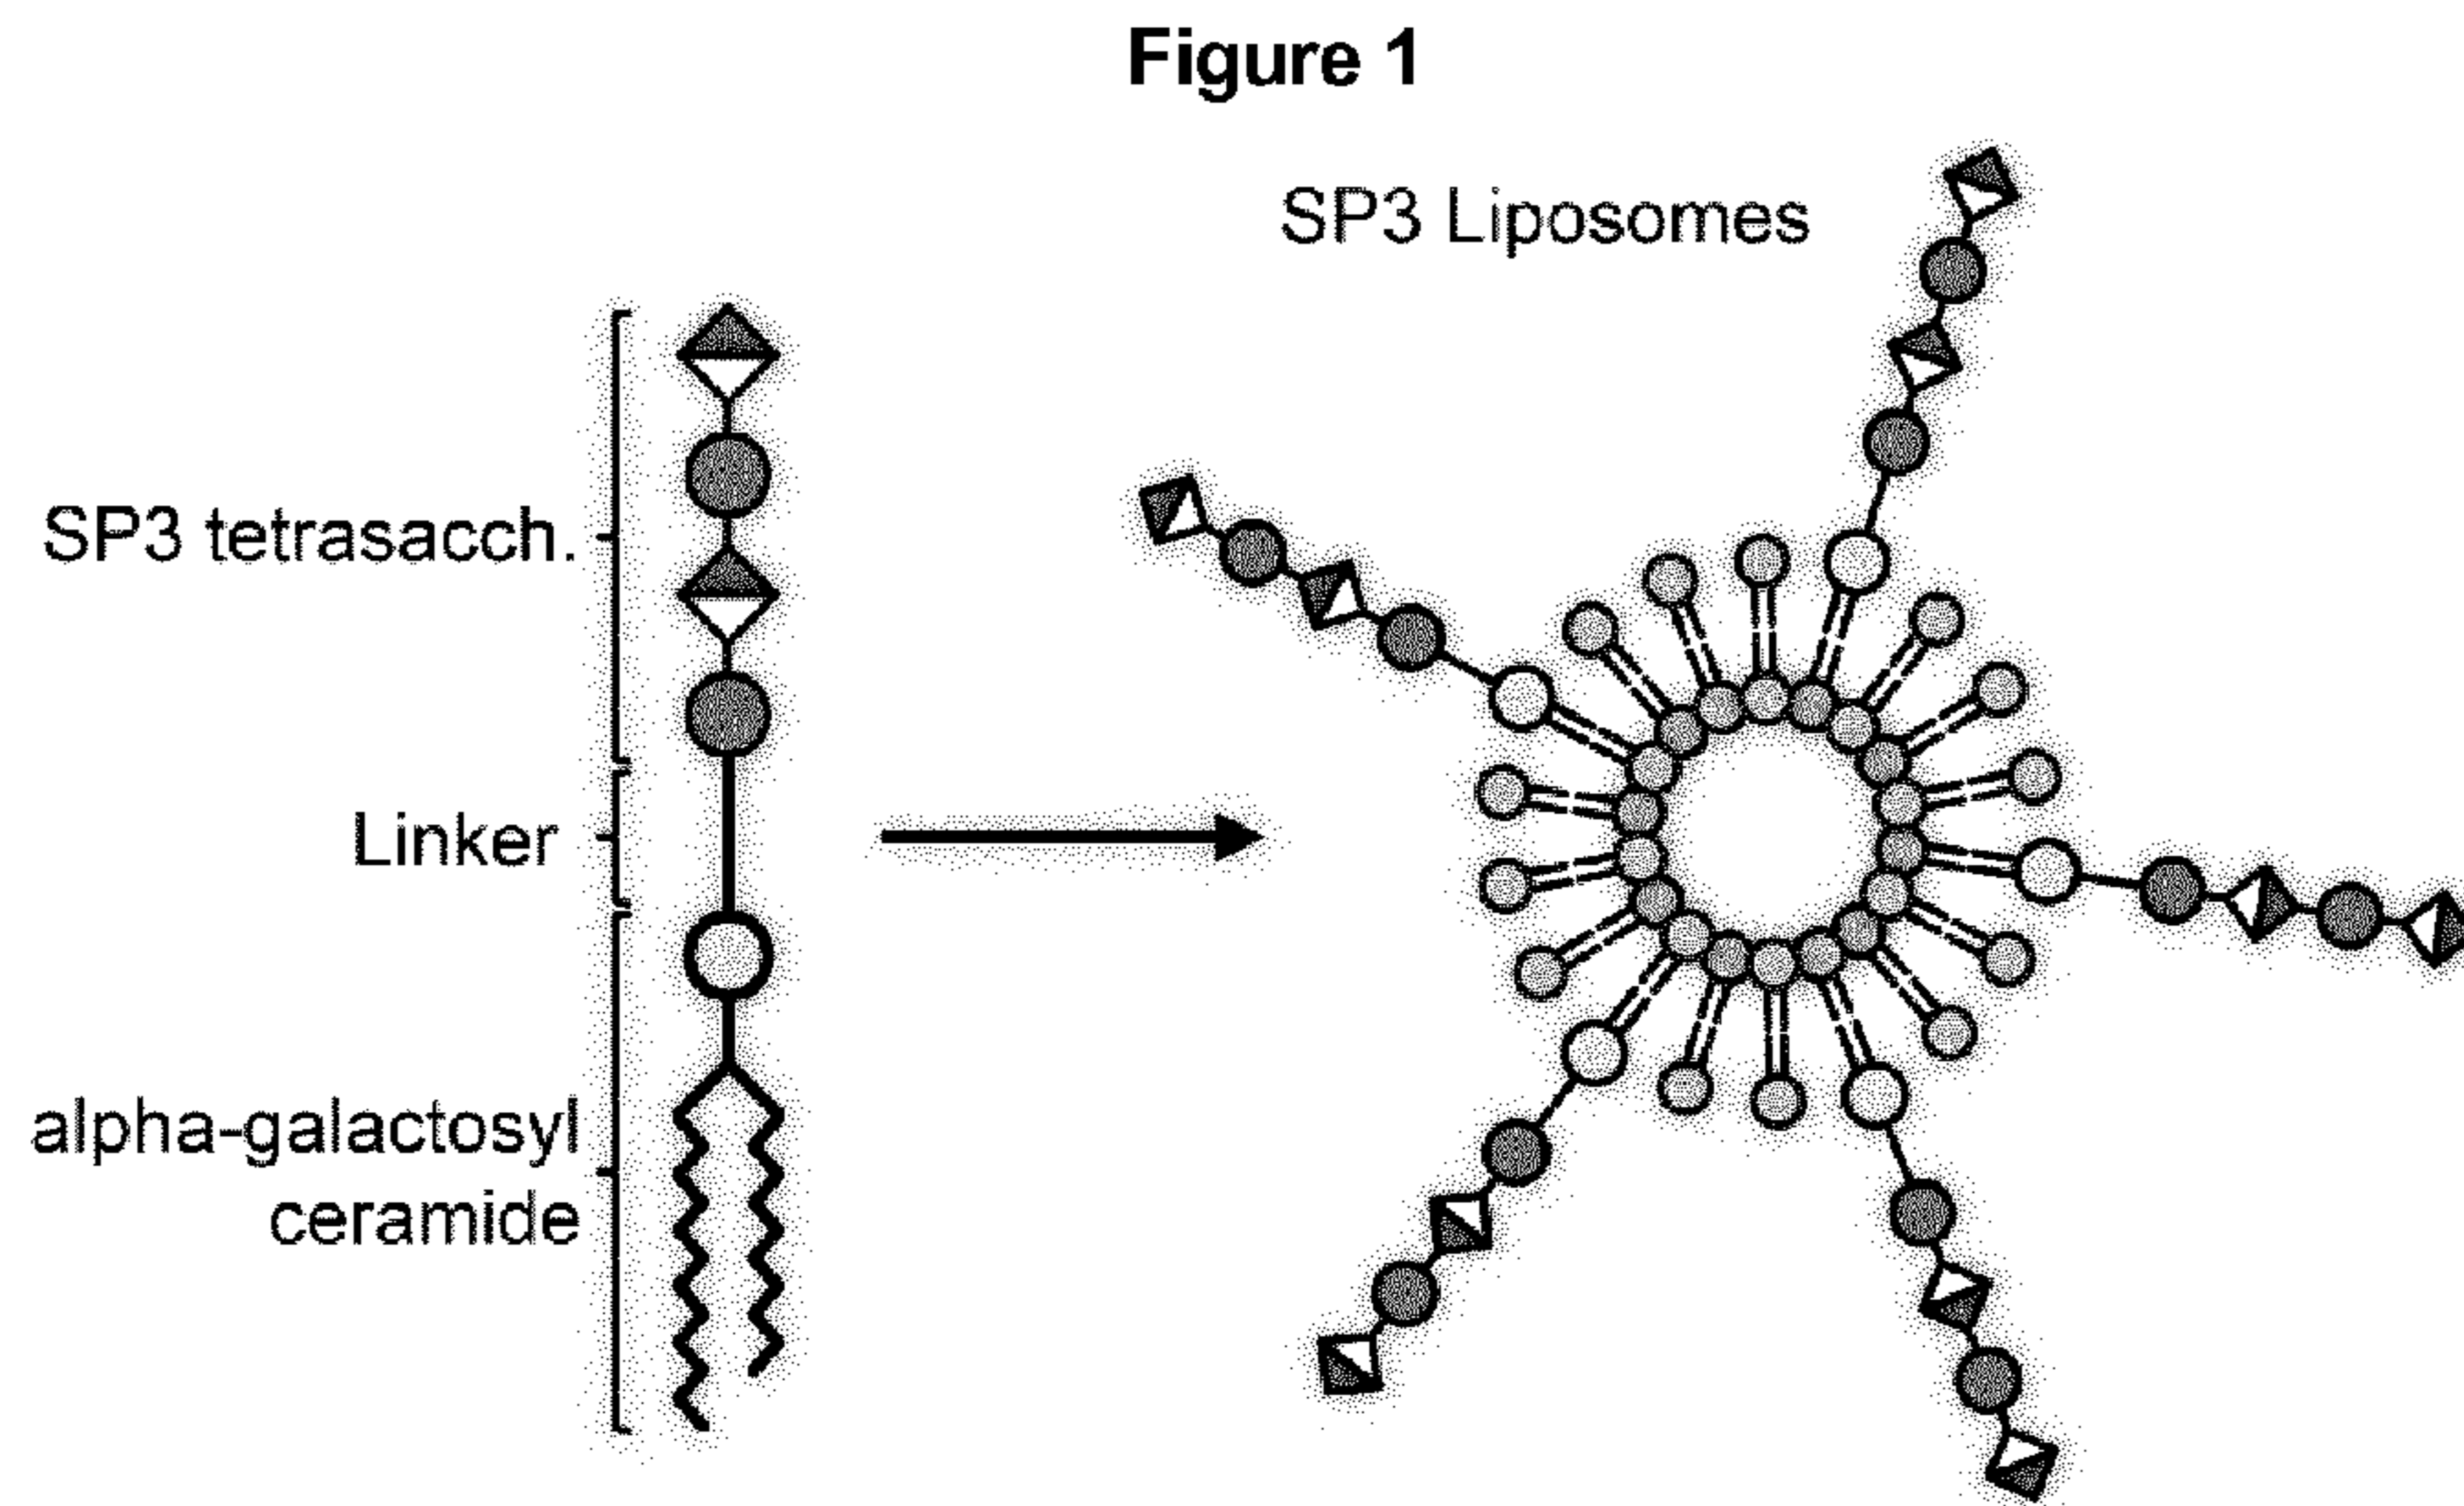 Figure 1
SP3 Liposomes
SP3 tetrasacch.
Linker
alpha-galactosyl
ceramide